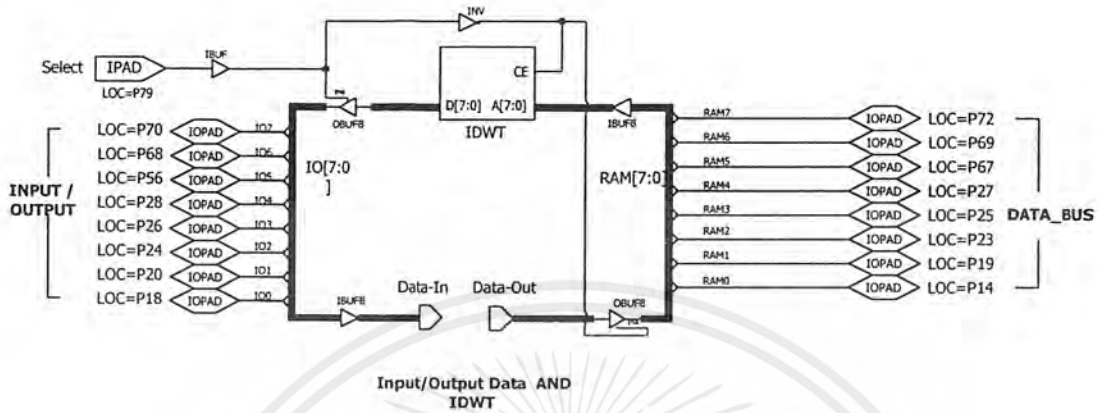 INV
IBUF
Select IPAD
LOC=P79
CE
D[7:0] A[7:0]
IDWT
OBUF8
IBUF8
INPUT /
OUTPUT
LOC=P70 IOPAD IO7
LOC=P68 IOPAD IO6
LOC=P56 IOPAD IO5
LOC=P28 IOPAD IO4
LOC=P26 IOPAD IO3
LOC=P24 IOPAD IO2
LOC=P20 IOPAD IO1
LOC=P18 IOPAD IO0
IO[7:0
]
RAM[7:0]
RAM7 IOPAD LOC=P72
RAM6 IOPAD LOC=P69
RAM5 IOPAD LOC=P67
RAM4 IOPAD LOC=P27
RAM3 IOPAD LOC=P25
RAM2 IOPAD LOC=P23
RAM1 IOPAD LOC=P19
RAM0 IOPAD LOC=P14
DATA_BUS
IBUF8
Data-In
Data-Out
OBUF8
Input/Output Data AND
IDWT